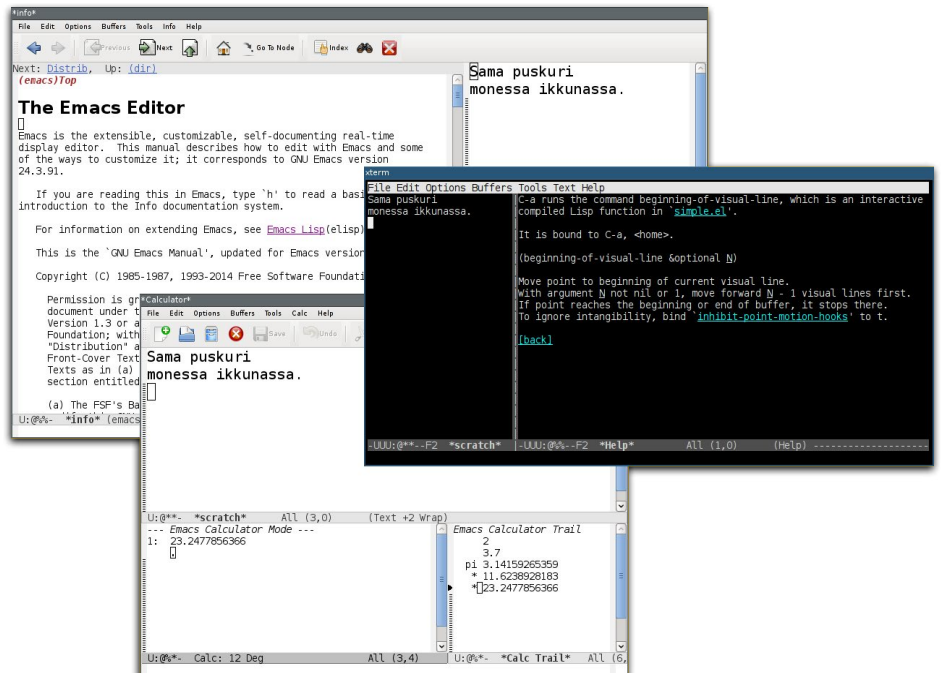 *info*
File Edit Options Buffers Tools Info Help
Previous Next Go To Node Index
Next: Distrib, Up: (dir)
(emacs)Top
The Emacs Editor
Emacs is the extensible, customizable, self-documenting real-time
display editor. This manual describes how to edit with Emacs and some
of the ways to customize it; it corresponds to GNU Emacs version
24.3.91.
If you are reading this in Emacs, type `h' to read a basi
introduction to the Info documentation system.
For information on extending Emacs, see Emacs Lisp(elisp)
This is the `GNU Emacs Manual', updated for Emacs version
Copyright (C) 1985-1987, 1993-2014 Free Software Foundati
Permission is gr
document under t
Version 1.3 or a
Foundation; with
"Distribution" a
Front-Cover Text
Texts as in (a)
section entitled
(a) The FSF's Ba
U:@%%- *info* (emacs
Sama puskuri
monessa ikkunassa.
xterm
File Edit Options Buffers Tools Text Help
Sama puskuri
monessa ikkunassa.
-UUU:@**--F2 *scratch*
C-a runs the command beginning-of-visual-line, which is an interactive
compiled Lisp function in `simple.el'.
It is bound to C-a, <home>.
(beginning-of-visual-line &optional N)
Move point to beginning of current visual line.
With argument N not nil or 1, move forward N - 1 visual lines first.
If point reaches the beginning or end of buffer, it stops there.
To ignore intangibility, bind `inhibit-point-motion-hooks' to t.
[back]
-UUU:@%%--F2 *Help* All (1,0) (Help) --------------------
*Calculator*
File Edit Options Buffers Tools Calc Help
Save Undo
Sama puskuri
monessa ikkunassa.
U:@**- *scratch* All (3,0) (Text +2 Wrap)
--- Emacs Calculator Mode ---
1: 23.2477856366
.
U:@%*- Calc: 12 Deg All (3,4)
Emacs Calculator Trail
2
3.7
pi 3.14159265359
* 11.6238928183
* 23.2477856366
U:@%*- *Calc Trail* All (6,